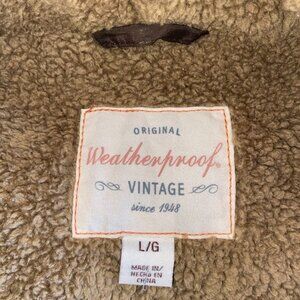 ORIGINAL
Weatherproof
VINTAGE
since 1948
L/G
MADE IN/
HECHO EN
CHINA